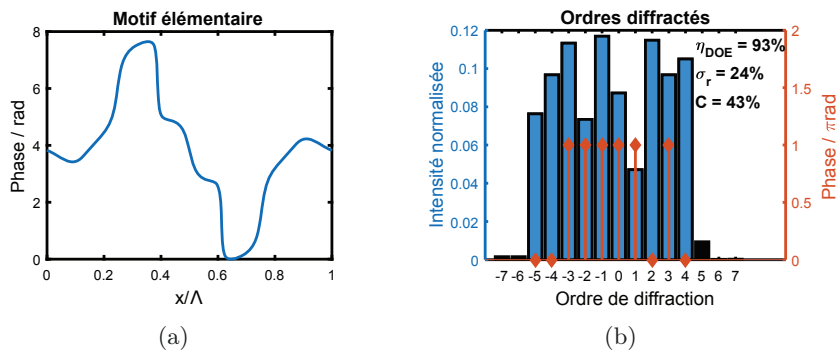 Motif élémentaire
8
6
4
2
0
Phase / rad
0 0.2 0.4 0.6 0.8 1
x/Λ
(a)
Ordres diffractés
0.12
0.1
0.08
0.06
0.04
0.02
0
Intensité normalisée
η_DOE = 93%
σ_r = 24%
C = 43%
2
1.5
1
0.5
0
Phase / πrad
-7 -6 -5 -4 -3 -2 -1 0 1 2 3 4 5 6 7
Ordre de diffraction
(b)